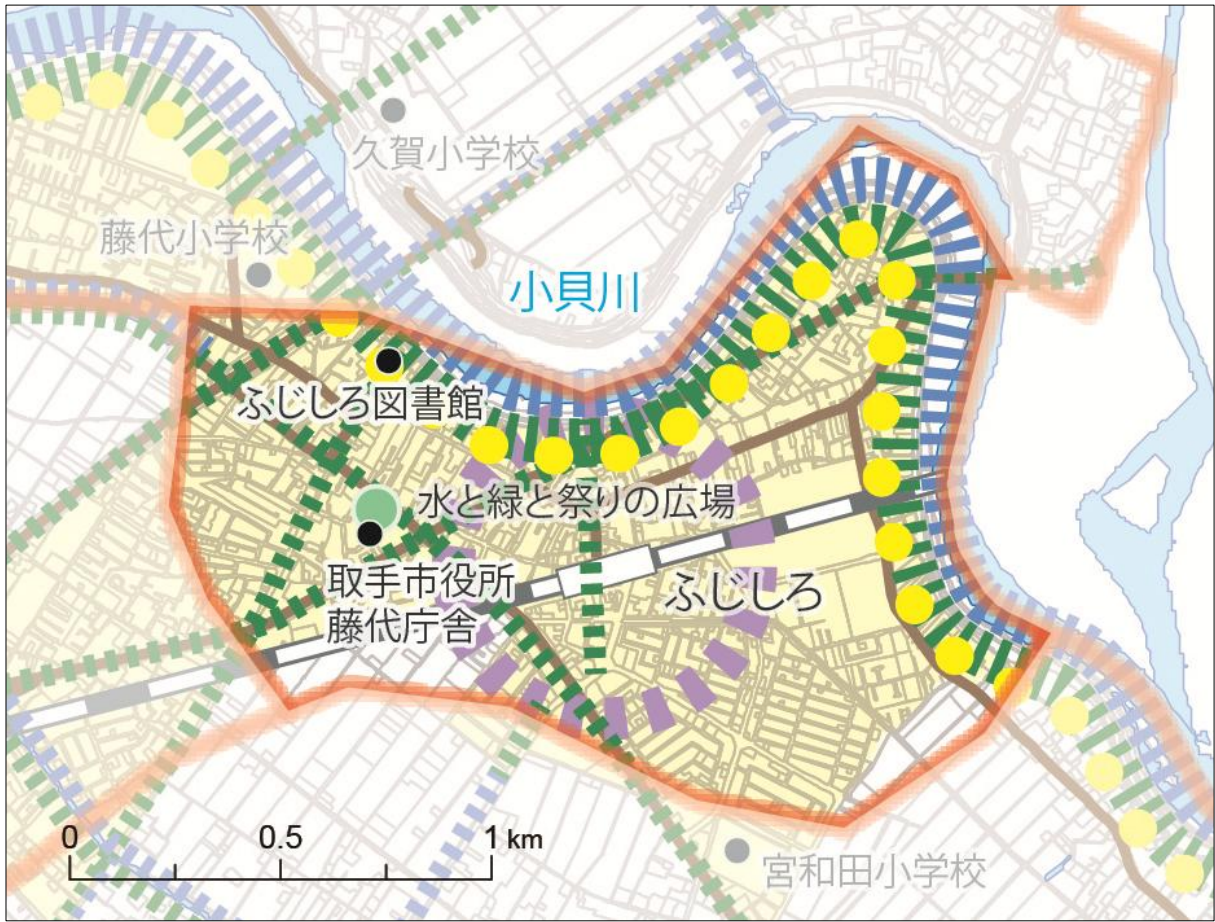 久賀小学校
藤代小学校
小貝川
ふじしろ図書館
水と緑と祭りの広場
取手市役所
藤代庁舎
ふじしろ
0 0.5 1 km
宮和田小学校